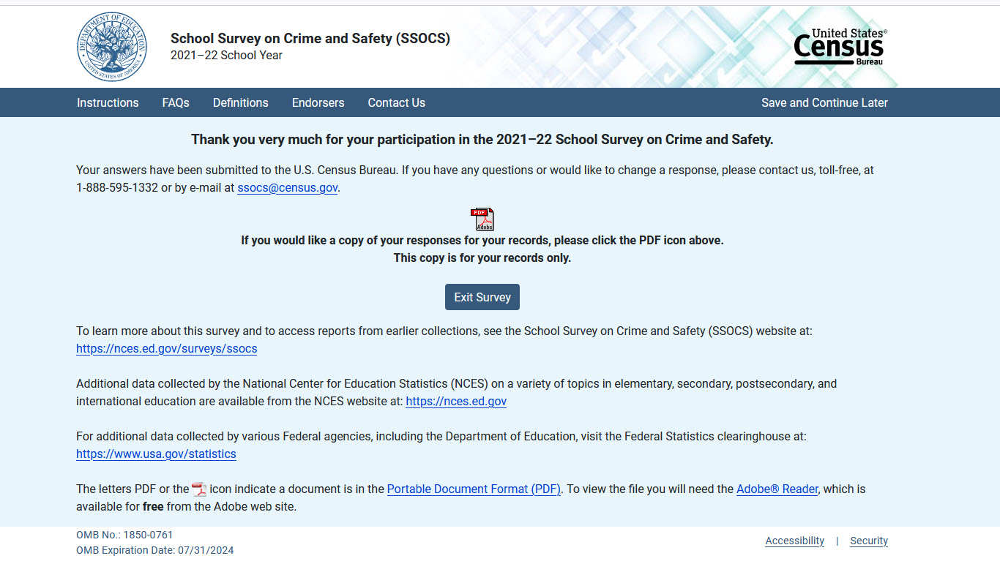 DEPARTMENT OF EDUCATION
UNITED STATES OF AMERICA
School Survey on Crime and Safety (SSOCS)
2021–22 School Year
United States®
Census
Bureau
Instructions FAQs Definitions Endorsers Contact Us Save and Continue Later
Thank you very much for your participation in the 2021–22 School Survey on Crime and Safety.
Your answers have been submitted to the U.S. Census Bureau. If you have any questions or would like to change a response, please contact us, toll-free, at
1-888-595-1332 or by e-mail at ssocs@census.gov.
PDF
Adobe
If you would like a copy of your responses for your records, please click the PDF icon above.
This copy is for your records only.
Exit Survey
To learn more about this survey and to access reports from earlier collections, see the School Survey on Crime and Safety (SSOCS) website at:
https://nces.ed.gov/surveys/ssocs
Additional data collected by the National Center for Education Statistics (NCES) on a variety of topics in elementary, secondary, postsecondary, and
international education are available from the NCES website at: https://nces.ed.gov
For additional data collected by various Federal agencies, including the Department of Education, visit the Federal Statistics clearinghouse at:
https://www.usa.gov/statistics
The letters PDF or the icon indicate a document is in the Portable Document Format (PDF). To view the file you will need the Adobe® Reader, which is
available for free from the Adobe web site.
OMB No.: 1850-0761
OMB Expiration Date: 07/31/2024
Accessibility | Security